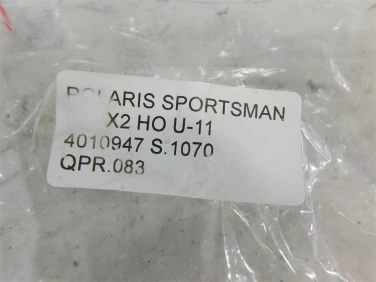 POLARIS SPORTSMAN
X2 HO U-11
4010947 S.1070
QPR.083